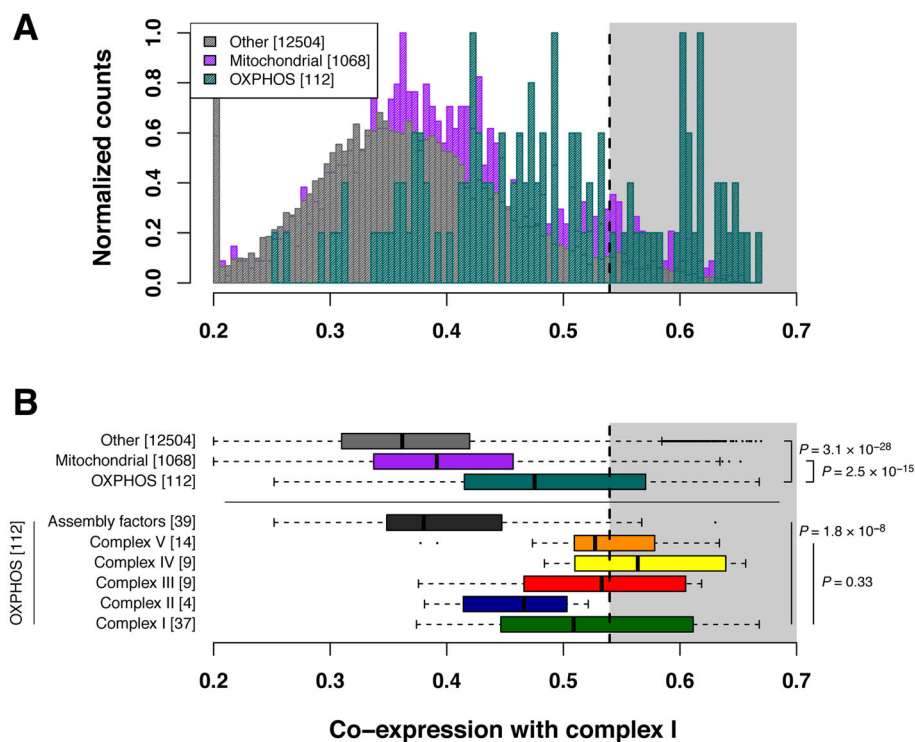 A
Normalized counts
0.0 0.2 0.4 0.6 0.8 1.0
Other [12504]
Mitochondrial [1068]
OXPHOS [112]
0.2 0.3 0.4 0.5 0.6 0.7
B
Other [12504]
Mitochondrial [1068]
OXPHOS [112]
P = 3.1 × 10−28
P = 2.5 × 10−15
OXPHOS [112]
Assembly factors [39]
Complex V [14]
Complex IV [9]
Complex III [9]
Complex II [4]
Complex I [37]
P = 1.8 × 10−8
P = 0.33
0.2 0.3 0.4 0.5 0.6 0.7
Co-expression with complex I